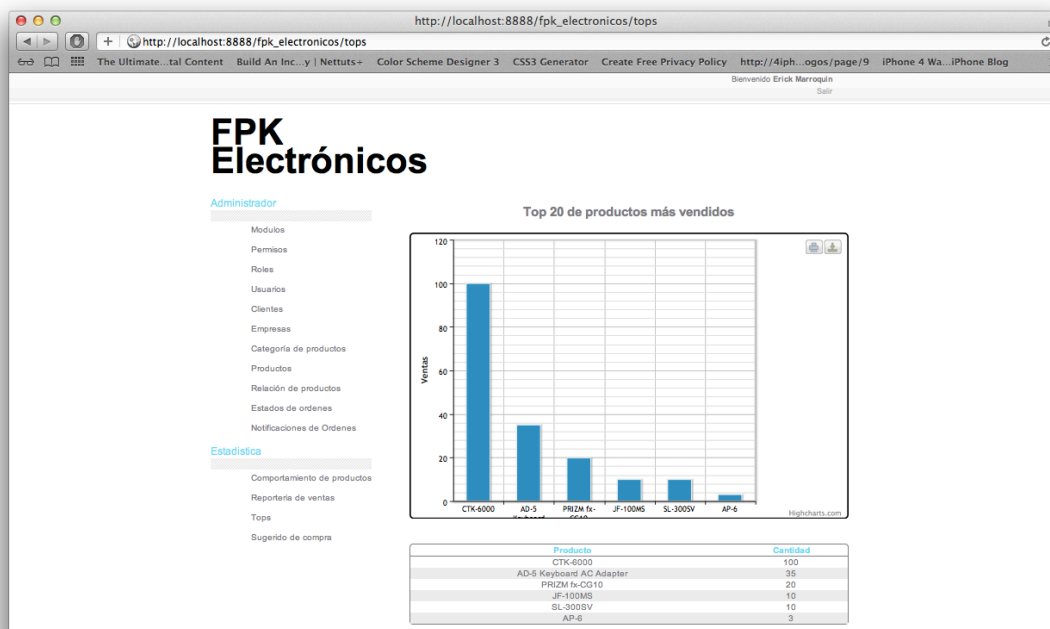 http://localhost:8888/fpk_electronicos/tops
http://localhost:8888/fpk_electronicos/tops
The Ultimate...tal Content Build An Inc...y | Nettuts+ Color Scheme Designer 3 CSS3 Generator Create Free Privacy Policy http://4iph...ogos/page/9 iPhone 4 Wa...iPhone Blog
Bienvenido Erick Marroquin
Salir
FPK
Electrónicos
Administrador
Modulos
Permisos
Roles
Usuarios
Clientes
Empresas
Categoría de productos
Productos
Relación de productos
Estados de ordenes
Notificaciones de Ordenes
Estadistica
Comportamiento de productos
Reporteria de ventas
Tops
Sugerido de compra
Top 20 de productos más vendidos
120
100
80
60
40
20
0
Ventas
CTK-6000 AD-5 PRIZM fx- JF-100MS SL-300SV AP-6
Highcharts.com
Producto Cantidad
CTK-6000 100
AD-5 Keyboard AC Adapter 35
PRIZM fx-CG10 20
JF-100MS 10
SL-300SV 10
AP-6 3